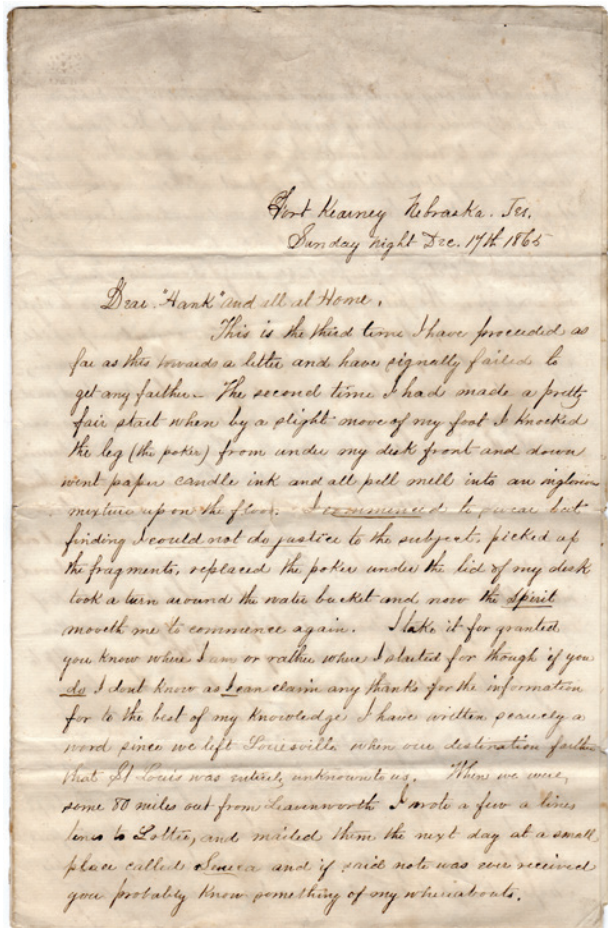 Fort Kearney Nebraska. Ter.
Sunday night Dec. 17th 1865
Dear "Hank" and all at Home,
This is the third time I have proceeded as
far as this towards a letter and have signally failed to
get any farther — The second time I had made a pretty
fair start when by a slight move of my foot I knocked
the leg (the poker) from under my desk front and down
went paper candle ink and all pell mell into an inglorious
mixture upon the floor. I commenced to swear but
finding I could not do justice to the subject, picked up
the fragments, replaced the poker under the lid of my desk
took a turn around the water bucket and now the spirit
moveth me to commence again. I take it for granted
you know where I am or rather where I started for though if you
do I dont know as I can claim any thanks for the information
for to the best of my knowledge I have written scarcely a
word since we left Louisville when our destination farther
that St Louis was entirely unknown to us. When we were
some 80 miles out from Leavenworth I wrote a few a lines
lines to Lottie, and mailed them the next day at a small
place called Seneca and if said note was ever received
you probably know something of my whereabouts.